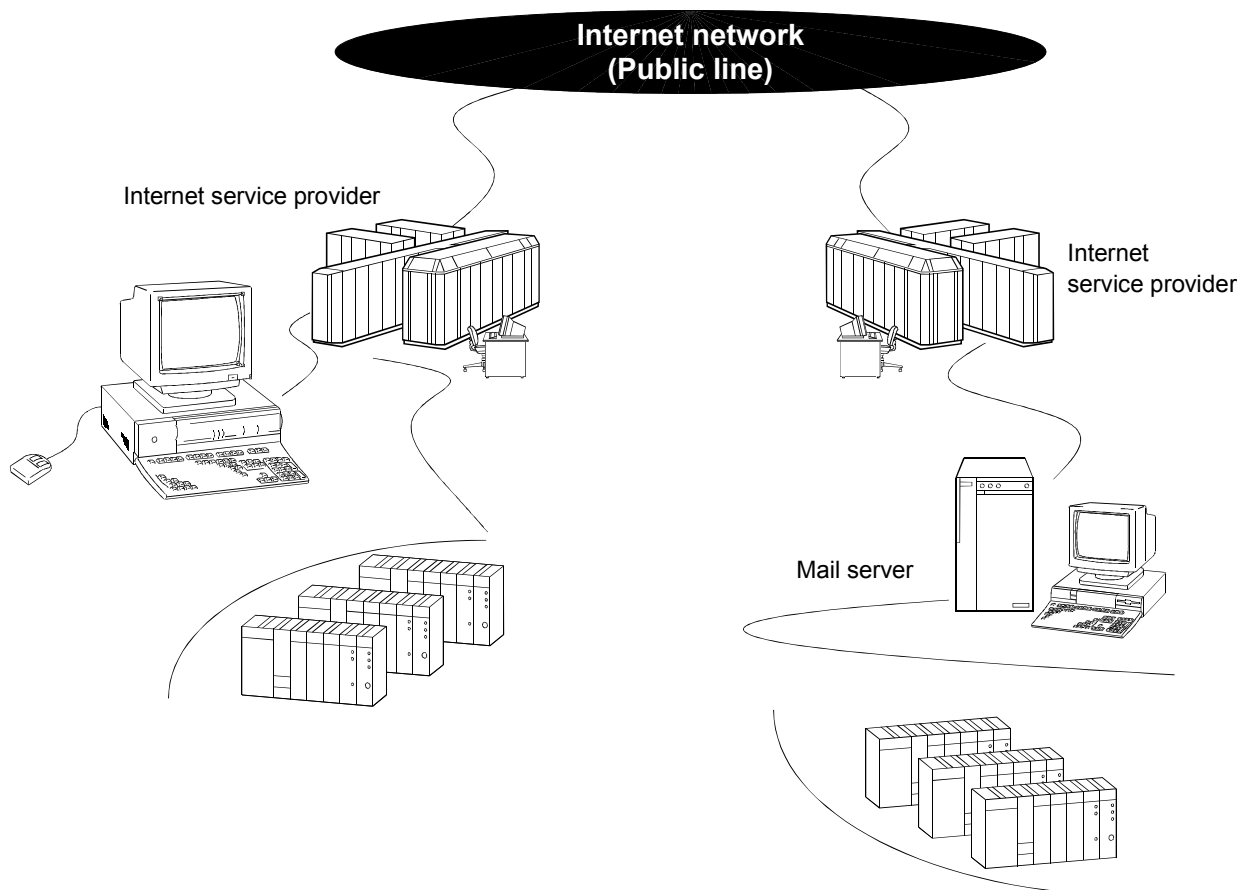 Internet network
(Public line)
Internet service provider
Internet
service provider
Mail server